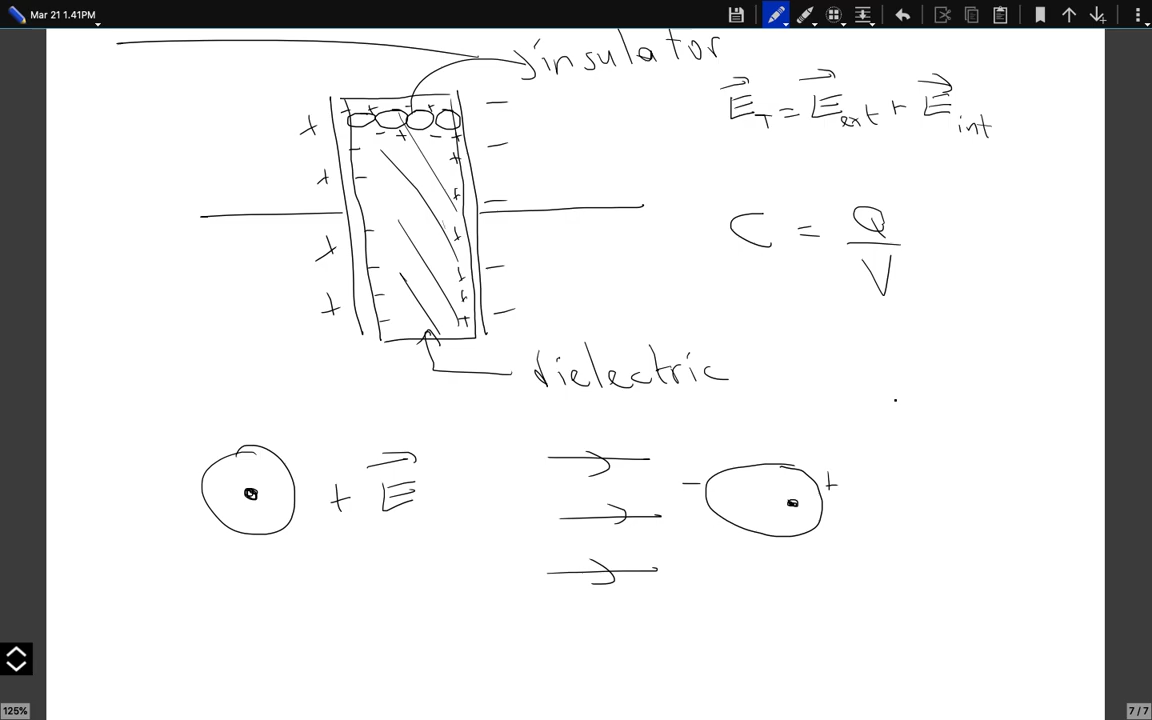 Mar 21 1.41PM
insulator
E_T = E_ext + E_int
C = Q/V
dielectric
+ E
- +
125%
7 / 7